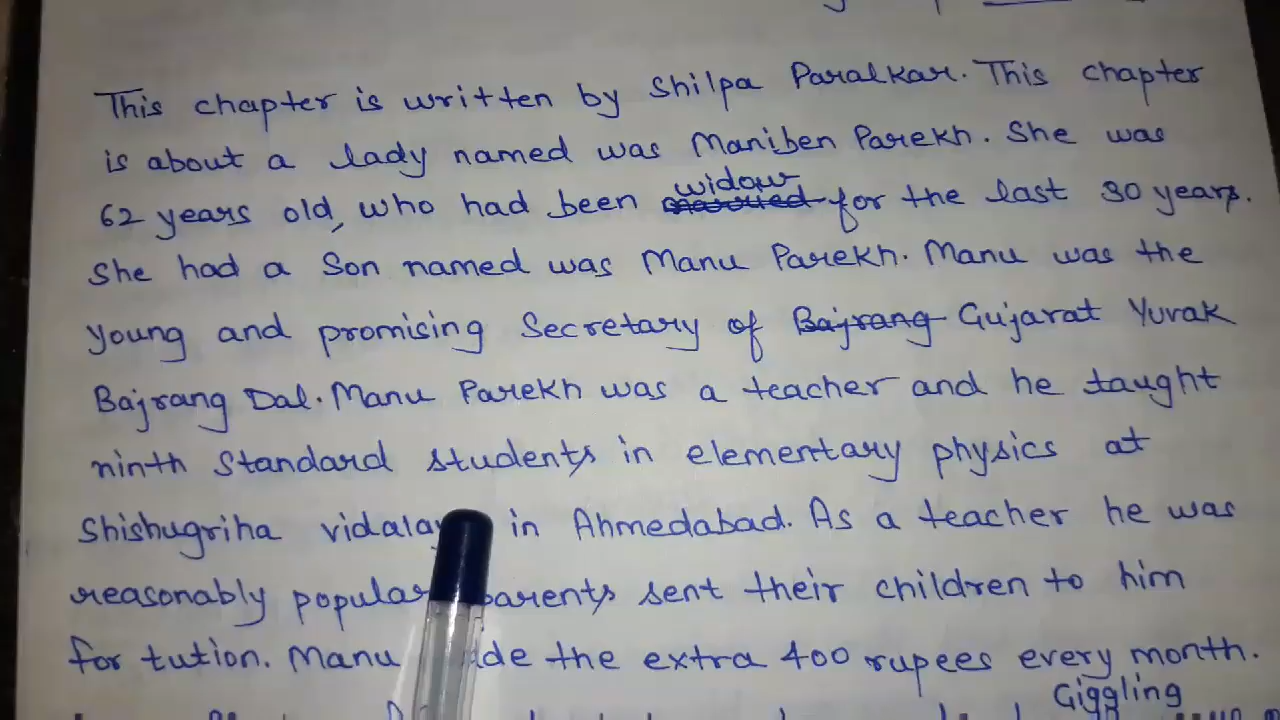 This chapter is written by Shilpa Paralkar. This chapter
is about a lady named was Maniben Parekh. She was
62 years old, who had been widow for the last 30 years.
She had a Son named was Manu Parekh. Manu was the
young and promising Secretary of Bajrang Gujarat Yuvak
Bajrang Dal. Manu Parekh was a teacher and he taught
ninth standard students in elementary physics at
Shishugriha vidalay in Ahmedabad. As a teacher he was
reasonably popular parents sent their children to him
for tution. Manu the extra 400 rupees every month.
Giggling